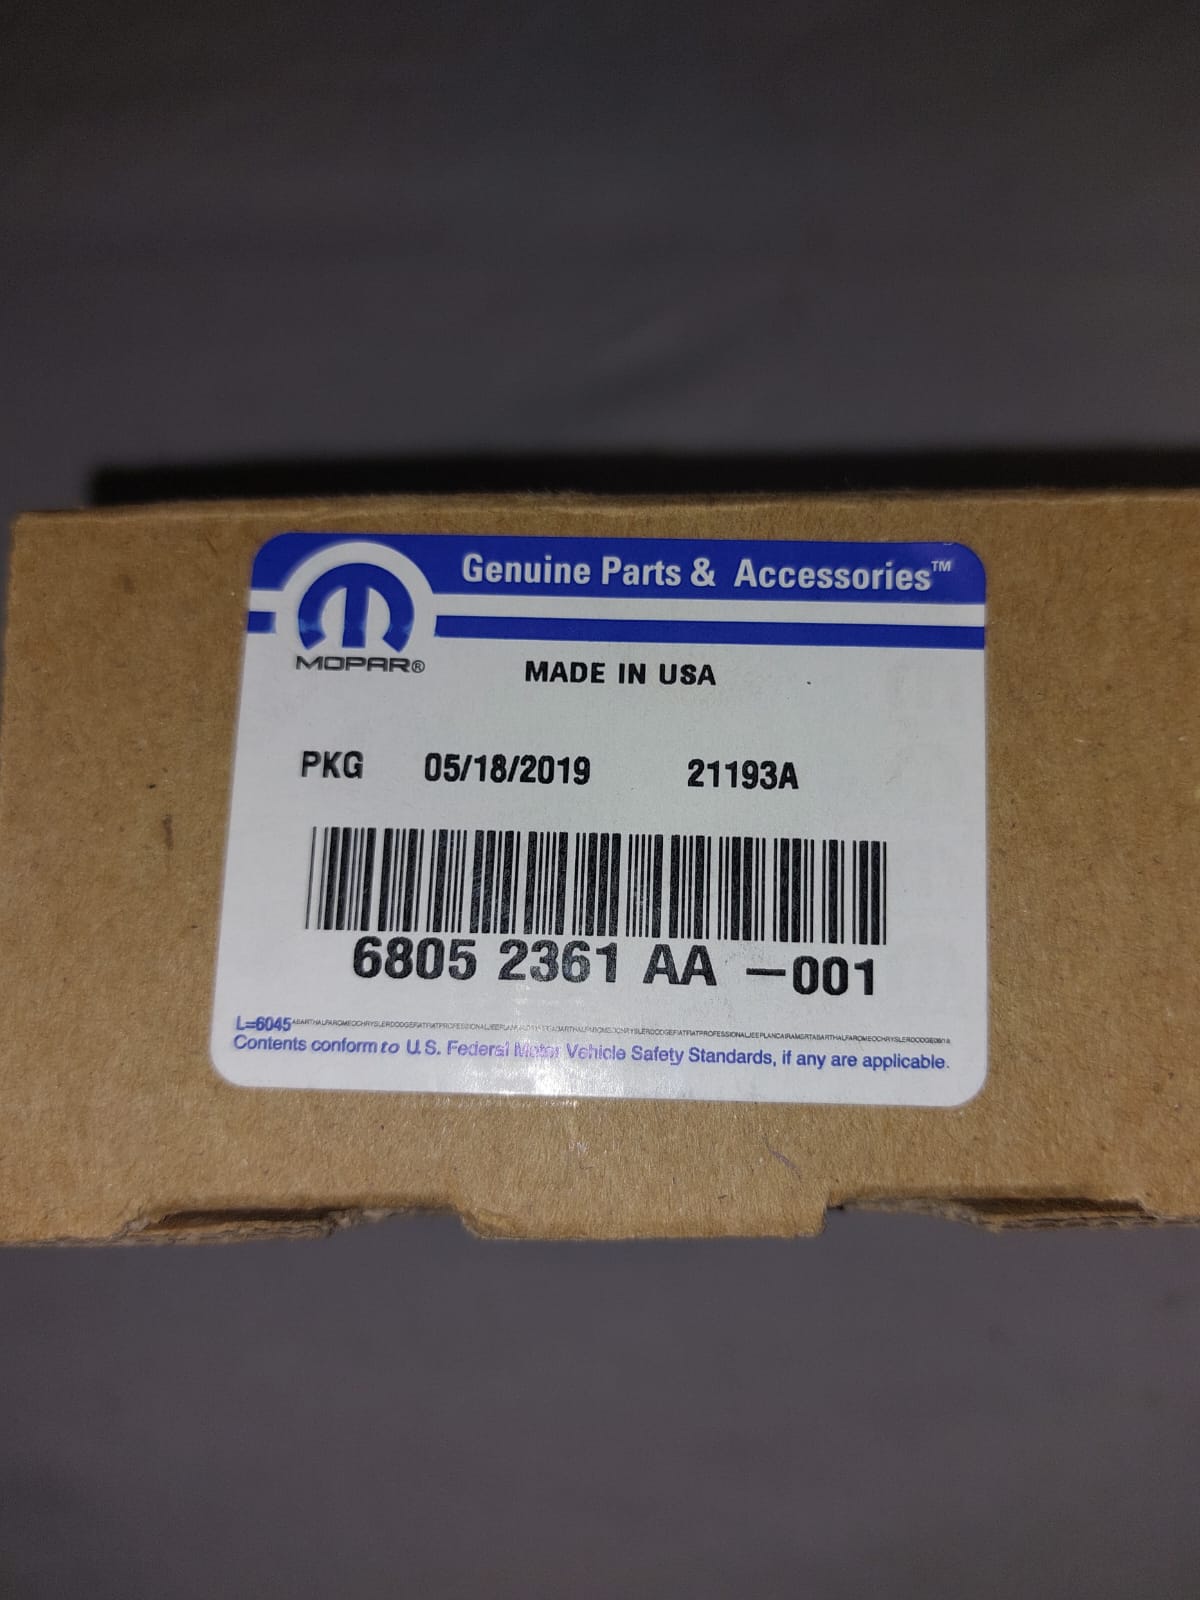 Genuine Parts & Accessories™
MOPAR®
MADE IN USA
PKG 05/18/2019 21193A
6805 2361 AA -001
L=6045
Contents conform to U.S. Federal Motor Vehicle Safety Standards, if any are applicable.